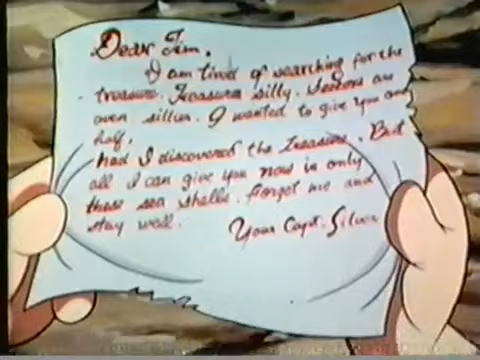 Dear Jim.
I am tired of searching for the
treasure. Treasures silly. Seekers are
even sillier. I wanted to give you one
half,
had I discovered the treasure. But
all I can give you now is only
these sea shells. Forget me and
stay well.
Your Capt. Silver